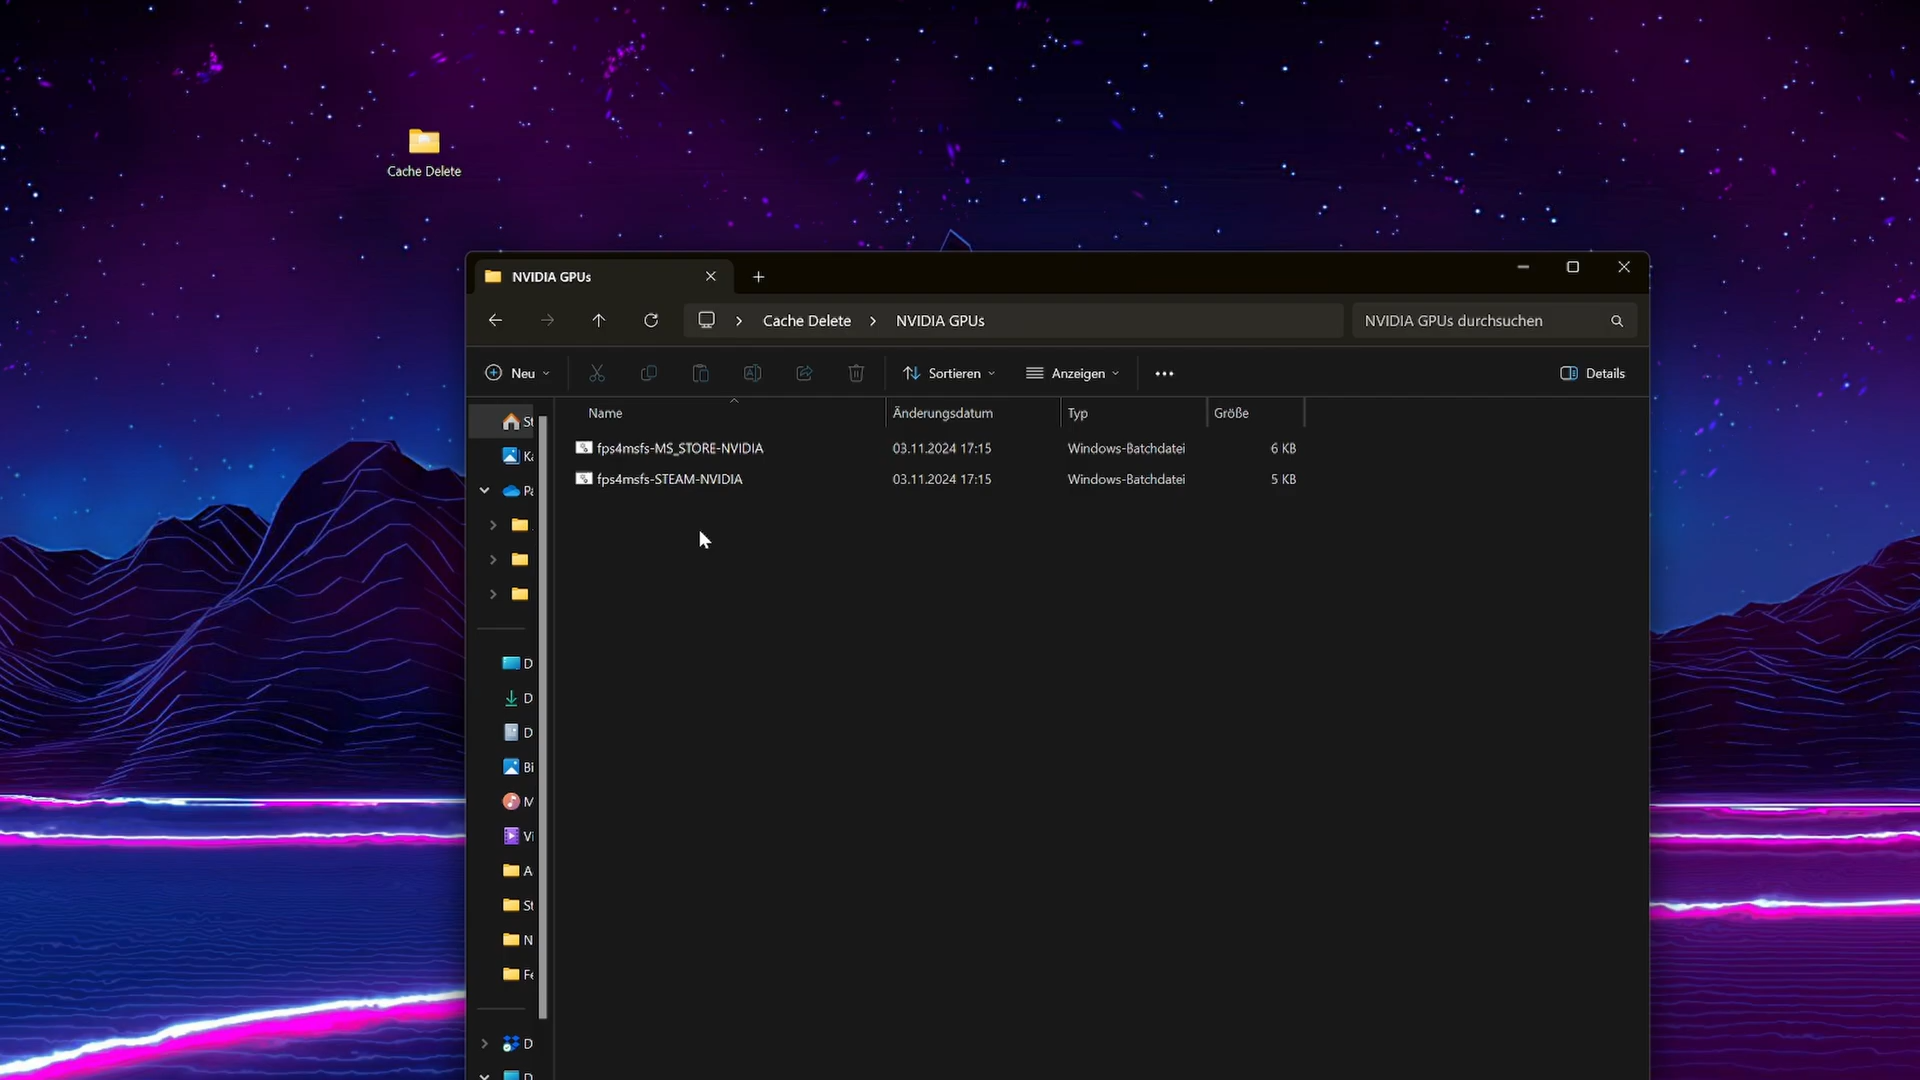 Cache Delete
NVIDIA GPUs
Cache Delete
NVIDIA GPUs
NVIDIA GPUs durchsuchen
Neu
Sortieren
Anzeigen
Details
Name
Änderungsdatum
Typ
Größe
fps4msfs-MS_STORE-NVIDIA
03.11.2024 17:15
Windows-Batchdatei
6 KB
fps4msfs-STEAM-NVIDIA
03.11.2024 17:15
Windows-Batchdatei
5 KB